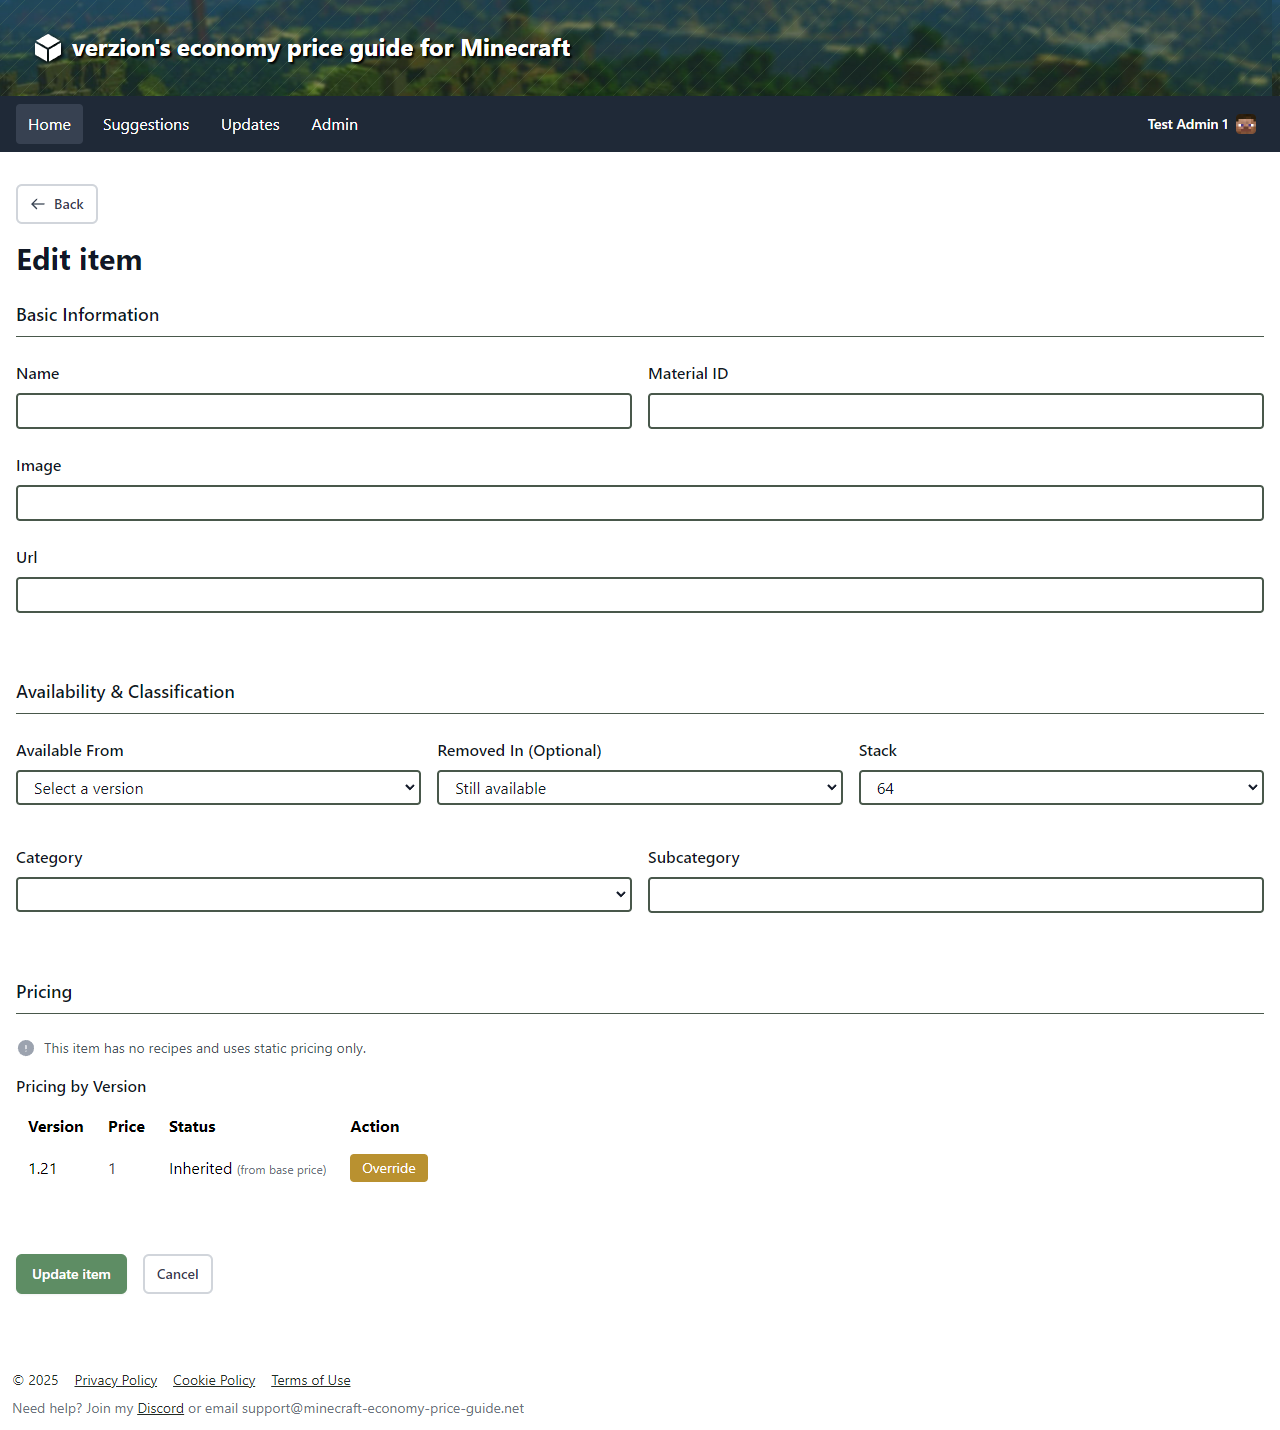 verzion's economy price guide for Minecraft
Home Suggestions Updates Admin Test Admin 1
Back
Edit item
Basic Information
Name Material ID
Image
Url
Availability & Classification
Available From Removed In (Optional) Stack
Select a version Still available 64
Category Subcategory
Pricing
This item has no recipes and uses static pricing only.
Pricing by Version
Version Price Status Action
1.21 1 Inherited (from base price) Override
Update item Cancel
© 2025 Privacy Policy Cookie Policy Terms of Use
Need help? Join my Discord or email support@minecraft-economy-price-guide.net